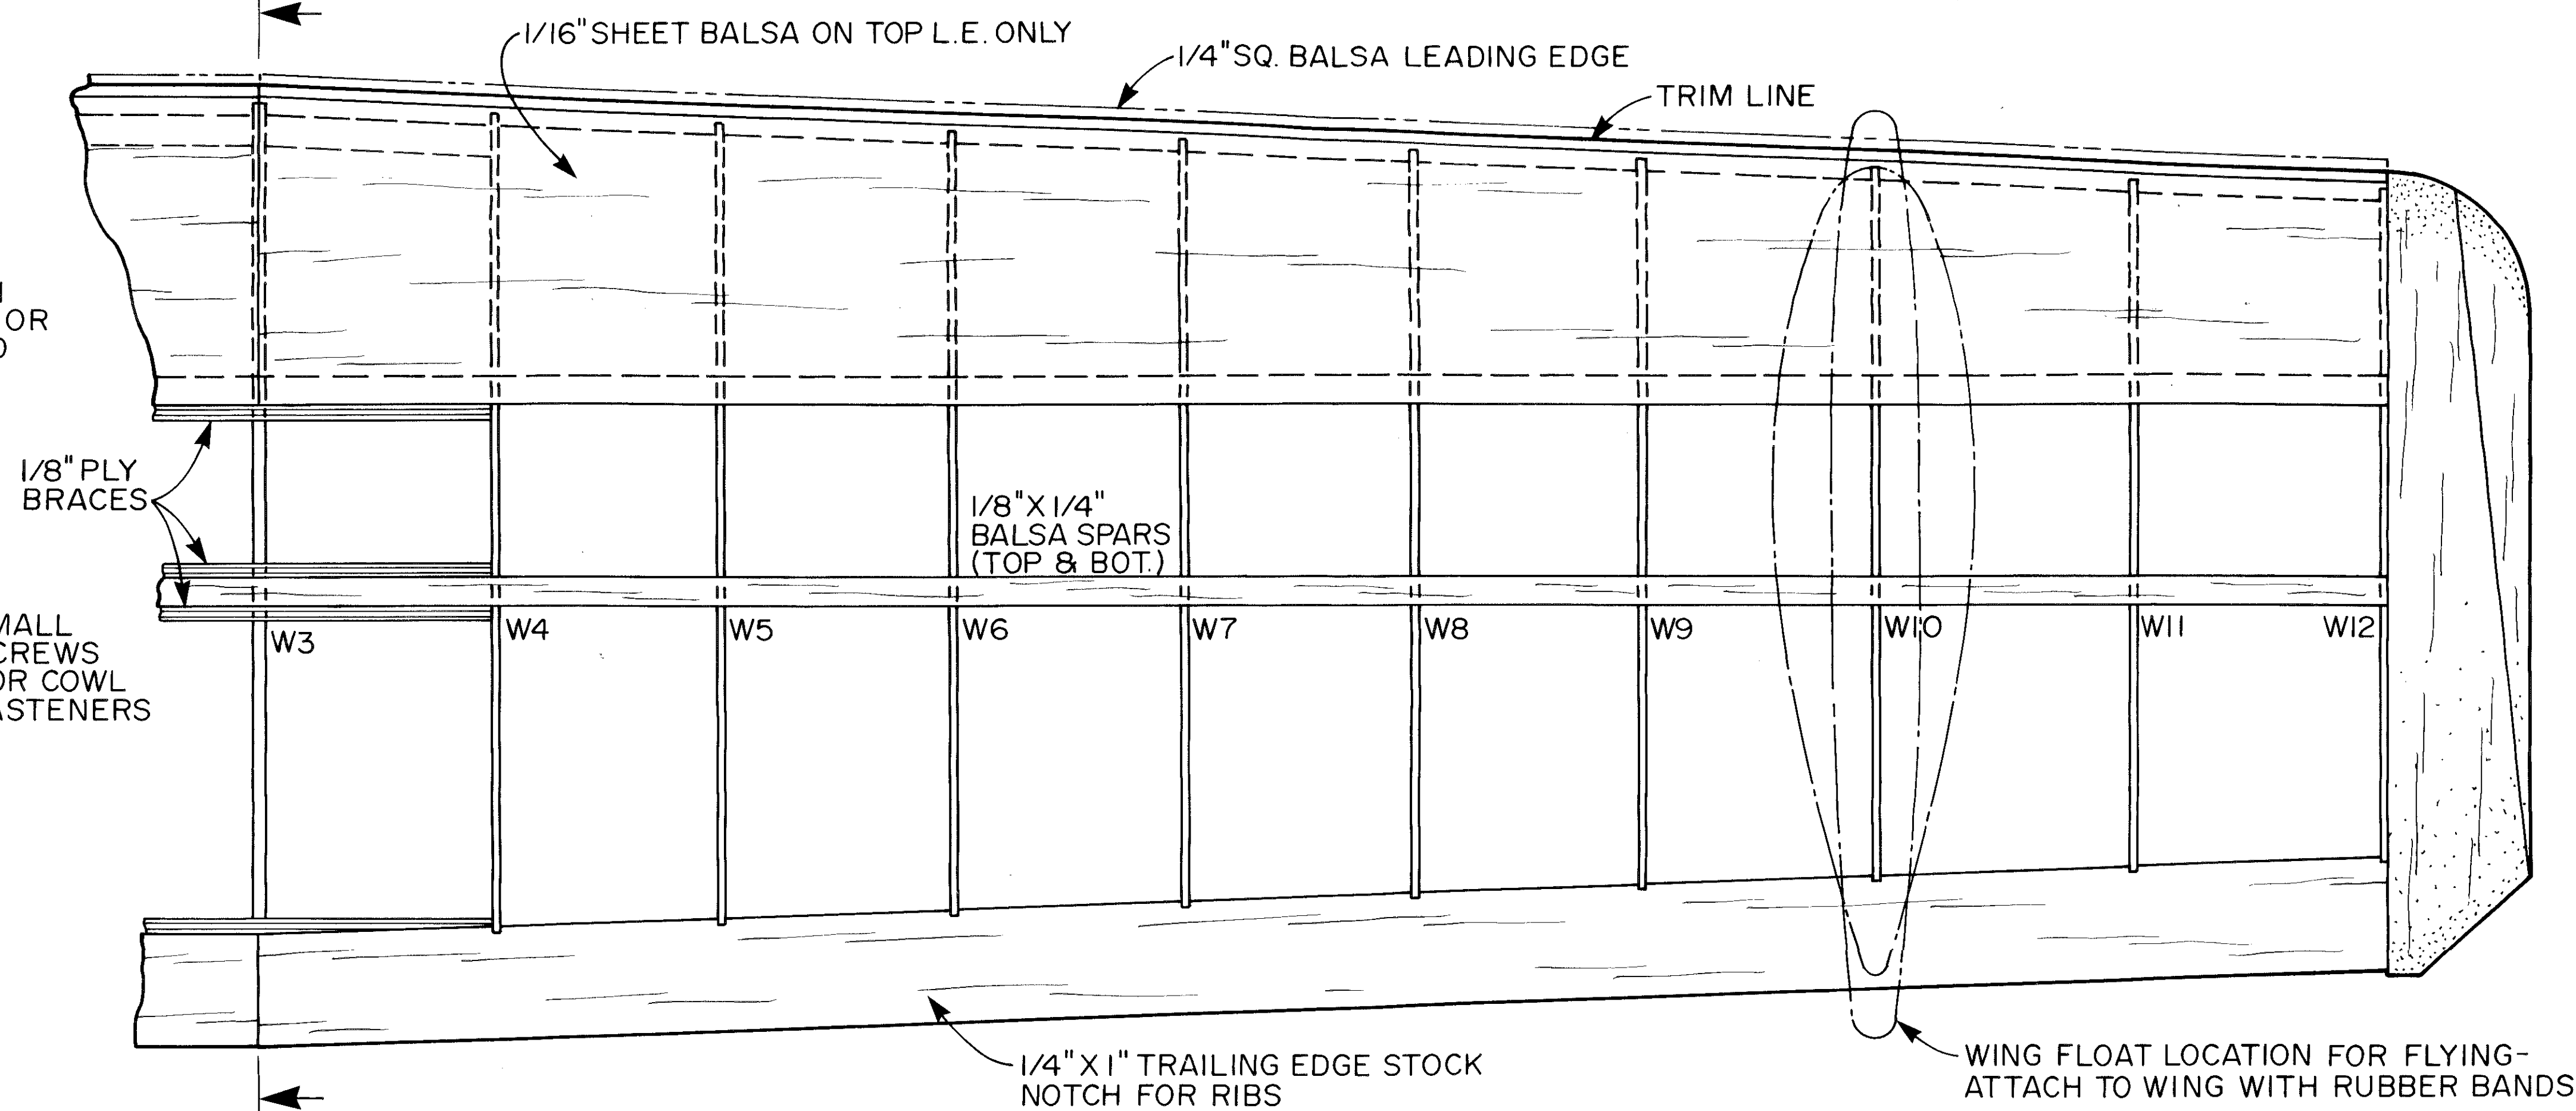 1/16" SHEET BALSA ON TOP L.E. ONLY
1/4" SQ. BALSA LEADING EDGE
TRIM LINE
OR
1/8" PLY
BRACES
1/8" X 1/4"
BALSA SPARS
(TOP & BOT.)
MALL
CREWS
OR COWL
ASTENERS
W3
W4
W5
W6
W7
W8
W9
W10
W11
W12
1/4" X 1" TRAILING EDGE STOCK
NOTCH FOR RIBS
WING FLOAT LOCATION FOR FLYING-
ATTACH TO WING WITH RUBBER BANDS